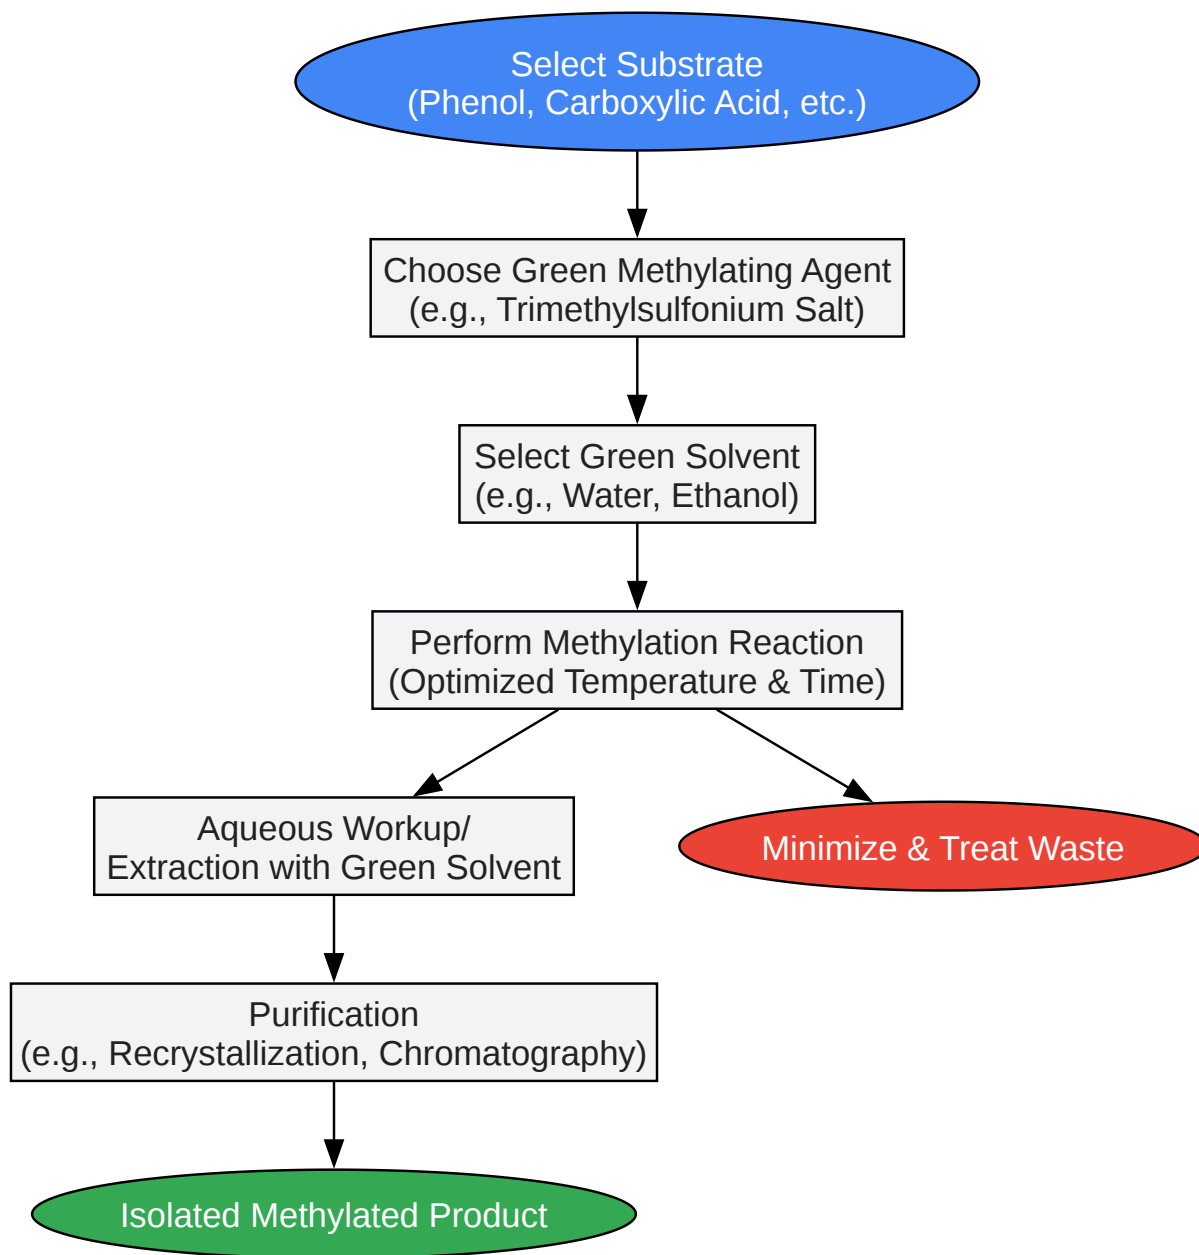 Select Substrate
(Phenol, Carboxylic Acid, etc.)
Choose Green Methylating Agent
(e.g., Trimethylsulfonium Salt)
Select Green Solvent
(e.g., Water, Ethanol)
Perform Methylation Reaction
(Optimized Temperature & Time)
Aqueous Workup/
Extraction with Green Solvent
Minimize & Treat Waste
Purification
(e.g., Recrystallization, Chromatography)
Isolated Methylated Product